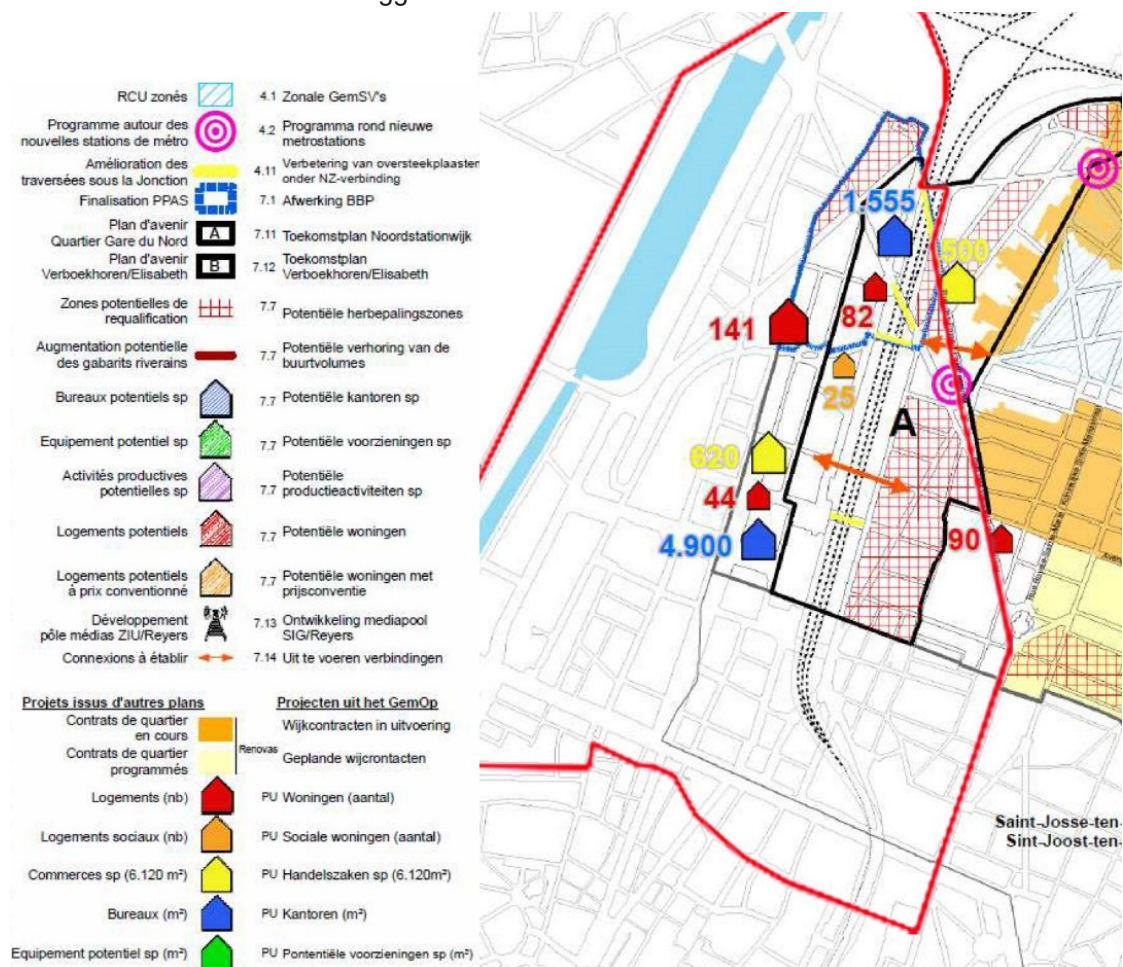 RCU zonés 4.1 Zonale GemSV's
Programme autour des
nouvelles stations de métro 4.2 Programma rond nieuwe
metrostations
Amélioration des
traversées sous la Jonction 4.11 Verbetering van oversteekplaasten
onder NZ-verbinding
Finalisation PPAS 7.1 Afwerking BBP
Plan d'avenir
Quartier Gare du Nord A 7.11 Toekomstplan Noordstationwijk
Plan d'avenir
Verboekhoren/Elisabeth B 7.12 Toekomstplan
Verboekhoren/Elisabeth
Zones potentielles de
requalification 7.7 Potentiële herbepalingszones
Augmentation potentielle
des gabarits riverains 7.7 Potentiële verhoring van de
buurtvolumes
Bureaux potentiels sp 7.7 Potentiële kantoren sp
Equipement potentiel sp 7.7 Potentiële voorzieningen sp
Activités productives
potentielles sp 7.7 Potentiële
productieactiviteiten sp
Logements potentiels 7.7 Potentiële woningen
Logements potentiels
à prix conventionné 7.7 Potentiële woningen met
prijsconventie
Développement
pôle médias ZIU/Reyers 7.13 Ontwikkeling mediapool
SIG/Reyers
Connexions à établir 7.14 Uit te voeren verbindingen
Projets issus d'autres plans Projecten uit het GemOp
Contrats de quartier
en cours Wijkcontracten in uitvoering
Renovas
Contrats de quartier
programmés Geplande wijcrontacten
Logements (nb) PU Woningen (aantal)
Logements sociaux (nb) PU Sociale woningen (aantal)
Commerces sp (6.120 m²) PU Handelszaken sp (6.120m²)
Bureaux (m²) PU Kantoren (m²)
Equipement potentiel sp (m²) PU Pontentiële voorzieningen sp (m²)
1.555
500
141
82
25
A
620
44
4.900
90
Saint-Josse-ten-
Sint-Joost-ten-